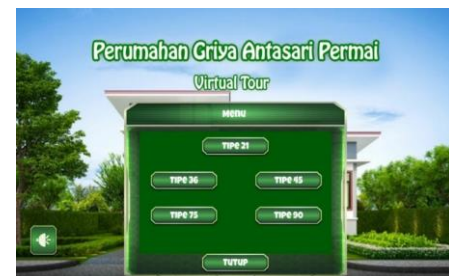 Perumahan Griya Antasari Permai
Virtual Tour
MENU
TIPE 21
TIPE 36 TIPE 45
TIPE 75 TIPE 90
TUTUP